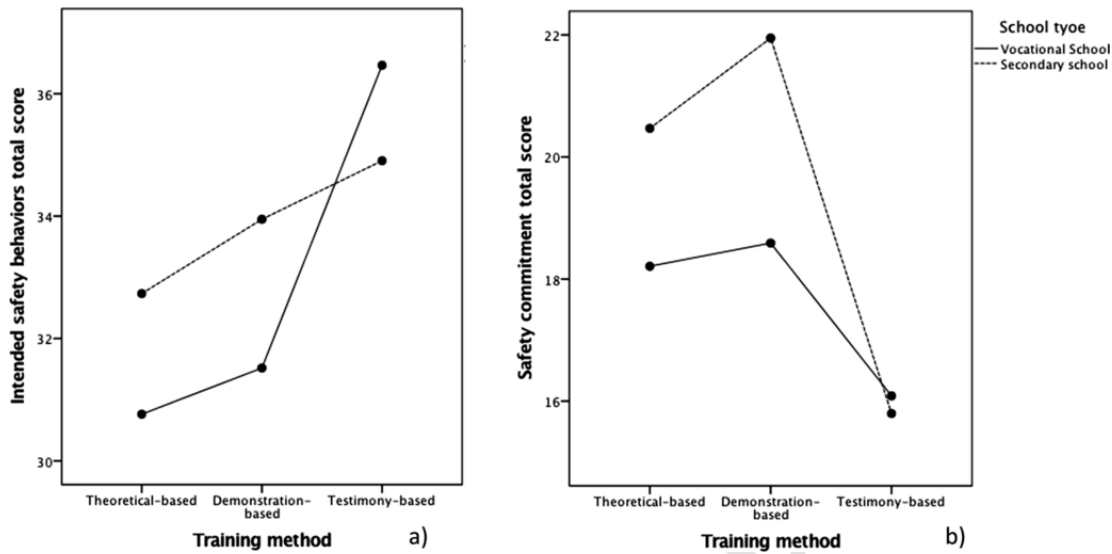 Intended safety behaviors total score
36
34
32
30
Theoretical-based
Demonstration-
based
Testimony-based
Training method
a)
Safety commitment total score
22
20
18
16
Theoretical-based
Demonstration-
based
Testimony-based
Training method
b)
School tyoe
Vocational School
Secondary school